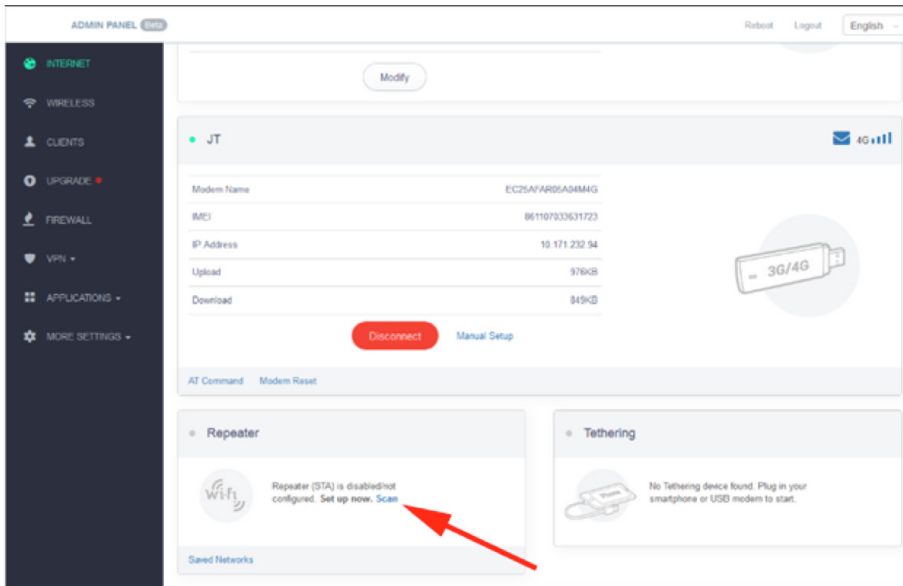 ADMIN PANEL Beta
Reboot Logout English
INTERNET
Modify
WIRELESS
CLIENTS
JT
4G
UPGRADE
Modem Name EC25AFAR05A04M4G
IMEI 861107033631723
FIREWALL
IP Address 10.171.232.94
VPN
Upload 976KB
3G/4G
APPLICATIONS
Download 849KB
MORE SETTINGS
Disconnect Manual Setup
AT Command Modem Reset
Repeater
Tethering
wi-fi
Repeater (STA) is disabled/not
configured. Set up now. Scan
Phone
No Tethering device found. Plug in your
smartphone or USB modem to start.
Saved Networks